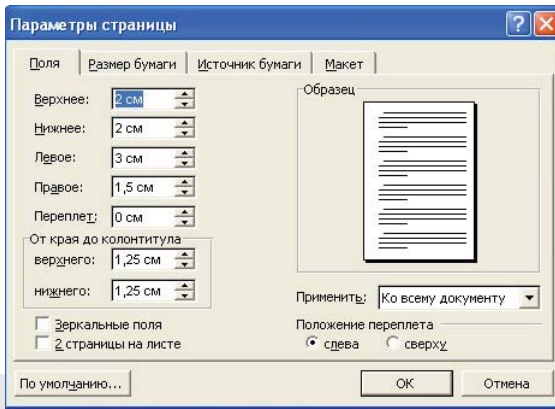 Параметры страницы
Поля
Размер бумаги
Источник бумаги
Макет
Верхнее: 2 см
Нижнее: 2 см
Левое: 3 см
Правое: 1,5 см
Переплет: 0 см
От края до колонтитула
верхнего: 1,25 см
нижнего: 1,25 см
Зеркальные поля
2 страницы на листе
Образец
Применить: Ко всему документу
Положение переплета
слева
сверху
По умолчанию...
ОК
Отмена